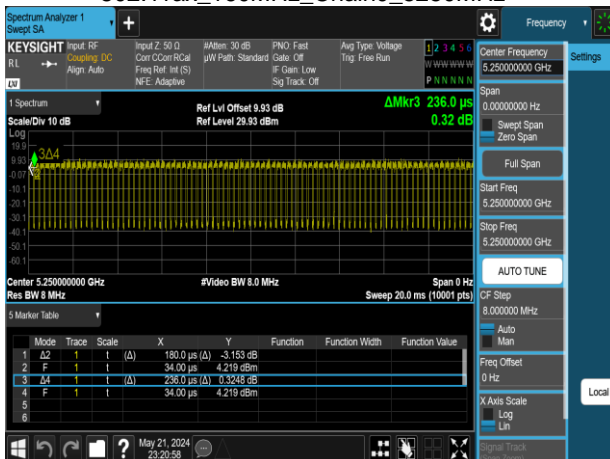 Spectrum Analyzer 1
Swept SA
Frequency
KEYSIGHT
RL
Input: RF
Coupling: DC
Align: Auto
Input Z: 50 Ω
Corr CCorr RCal
Freq Ref: Int (S)
NFE: Adaptive
#Atten: 30 dB
µW Path: Standard
PNO: Fast
Gate: Off
IF Gain: Low
Sig Track: Off
Avg Type: Voltage
Trig: Free Run
1 2 3 4 5 6
W W W W W W
P N N N N N
LXI
1 Spectrum
Scale/Div 10 dB
Log
Ref Lvl Offset 9.93 dB
Ref Level 29.93 dBm
ΔMkr3 236.0 µs
0.32 dB
3Δ4
19.9
9.93
-0.07
-10.1
-20.1
-30.1
-40.1
-50.1
-60.1
Center 5.250000 GHz
Res BW 8 MHz
#Video BW 8.0 MHz
Span 0 Hz
Sweep 20.0 ms (10001 pts)
5 Marker Table
Mode Trace Scale X Y Function Function Width Function Value
1 Δ2 1 t (Δ) 180.0 µs (Δ) -3.153 dB
2 F 1 t 34.00 µs 4.219 dBm
3 Δ4 1 t (Δ) 236.0 µs (Δ) 0.3248 dB
4 F 1 t 34.00 µs 4.219 dBm
5
6
?
May 21, 2024
23:20:58
Center Frequency
5.250000000 GHz
Settings
Span
0.00000000 Hz
Swept Span
Zero Span
Full Span
Start Freq
5.250000000 GHz
Stop Freq
5.250000000 GHz
AUTO TUNE
CF Step
8.000000 MHz
Auto
Man
Freq Offset
0 Hz
X Axis Scale
Log
Lin
Signal Track
Local